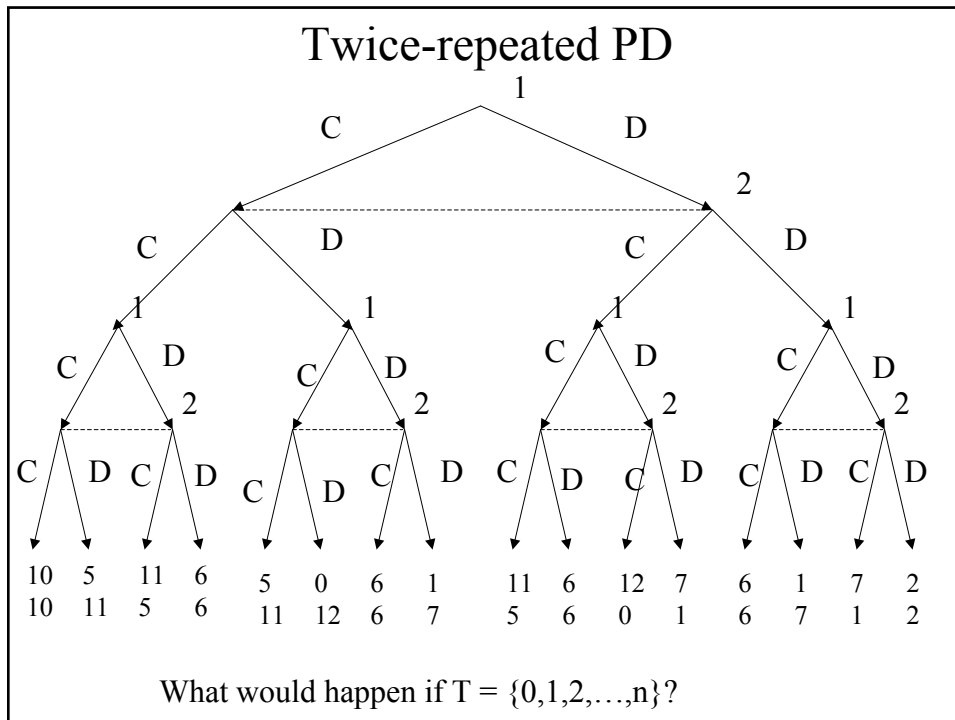 Twice-repeated PD
1
C D
2
C D C D
1 1 1 1
C D C D C D C D
2 2 2 2
C D C D C D C D C D C D C D C D
10 5 11 6 5 0 6 1 11 6 12 7 6 1 7 2
10 11 5 6 11 12 6 7 5 6 0 1 6 7 1 2
What would happen if T = {0,1,2,…,n}?